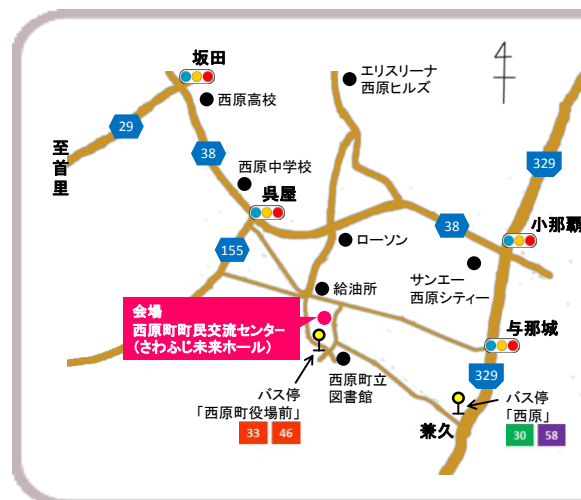 坂田
エリスリーナ
西原ヒルズ
4
西原高校
29
至首里
38
329
西原中学校
呉屋
小那覇
155
ローソン
38
サンエー
西原シティー
給油所
会場
西原町町民交流センター
(さわふじ未来ホール)
与那城
西原町立
図書館
329
バス停
「西原町役場前」
33 46
バス停
「西原」
兼久
30 58